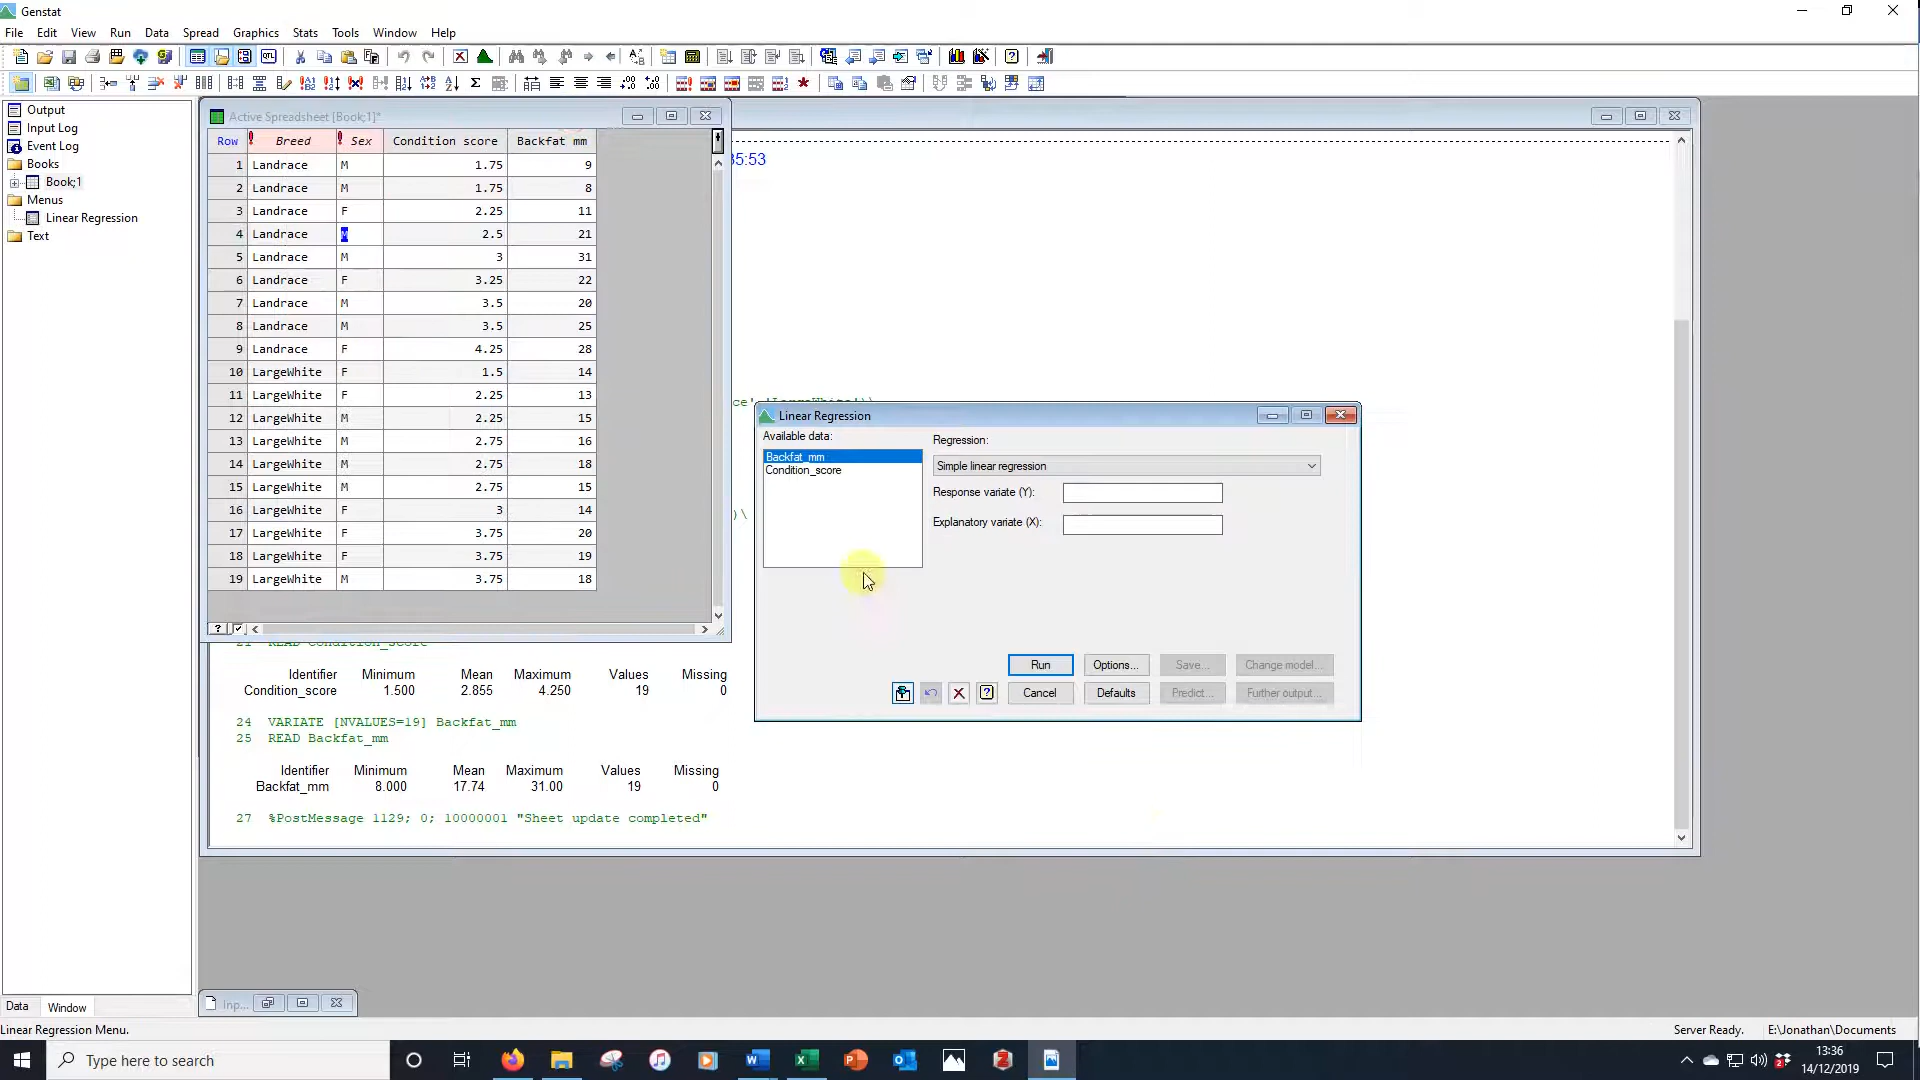 Genstat
File Edit View Run Data Spread Graphics Stats Tools Window Help
Output
Input Log
Event Log
Books
Book;1
Menus
Linear Regression
Text
Active Spreadsheet [Book;1]*
Row Breed Sex Condition score Backfat mm
1 Landrace M 1.75 9
2 Landrace M 1.75 8
3 Landrace F 2.25 11
4 Landrace M 2.5 21
5 Landrace M 3 31
6 Landrace F 3.25 22
7 Landrace M 3.5 20
8 Landrace M 3.5 25
9 Landrace F 4.25 28
10 LargeWhite F 1.5 14
11 LargeWhite F 2.25 13
12 LargeWhite M 2.25 15
13 LargeWhite M 2.75 16
14 LargeWhite M 2.75 18
15 LargeWhite M 2.75 15
16 LargeWhite F 3 14
17 LargeWhite F 3.75 20
18 LargeWhite F 3.75 19
19 LargeWhite M 3.75 18
35:53
)\
Linear Regression
Available data:
Backfat_mm
Condition_score
Regression:
Simple linear regression
Response variate (Y):
Explanatory variate (X):
Run Options... Save... Change model...
Cancel Defaults Predict... Further output...
21 READ Condition_score
Identifier Minimum Mean Maximum Values Missing
Condition_score 1.500 2.855 4.250 19 0
24 VARIATE [NVALUES=19] Backfat_mm
25 READ Backfat_mm
Identifier Minimum Mean Maximum Values Missing
Backfat_mm 8.000 17.74 31.00 19 0
27 %PostMessage 1129; 0; 10000001 "Sheet update completed"
Inp...
Data Window
Linear Regression Menu.
Server Ready. E:\Jonathan\Documents
Type here to search
13:36
14/12/2019